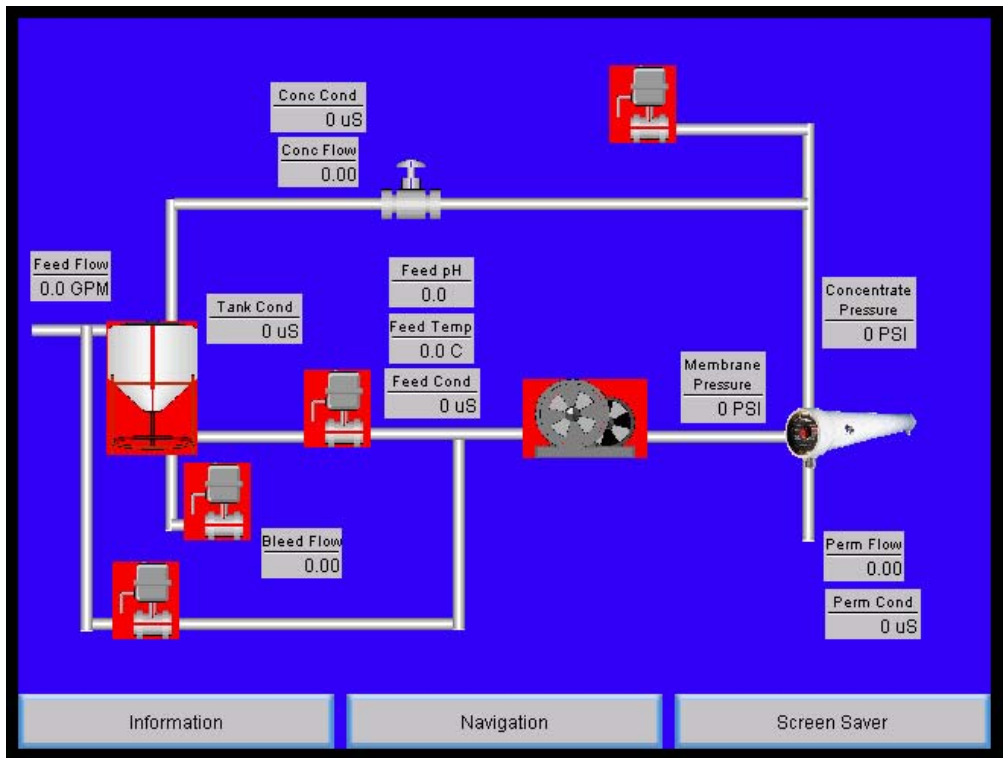 Conc Cond
0 uS
Conc Flow
0.00
Feed Flow
0.0 GPM
Tank Cond
0 uS
Feed pH
0.0
Feed Temp
0.0 C
Feed Cond
0 uS
Concentrate
Pressure
0 PSI
Membrane
Pressure
0 PSI
Bleed Flow
0.00
Perm Flow
0.00
Perm Cond
0 uS
Information
Navigation
Screen Saver